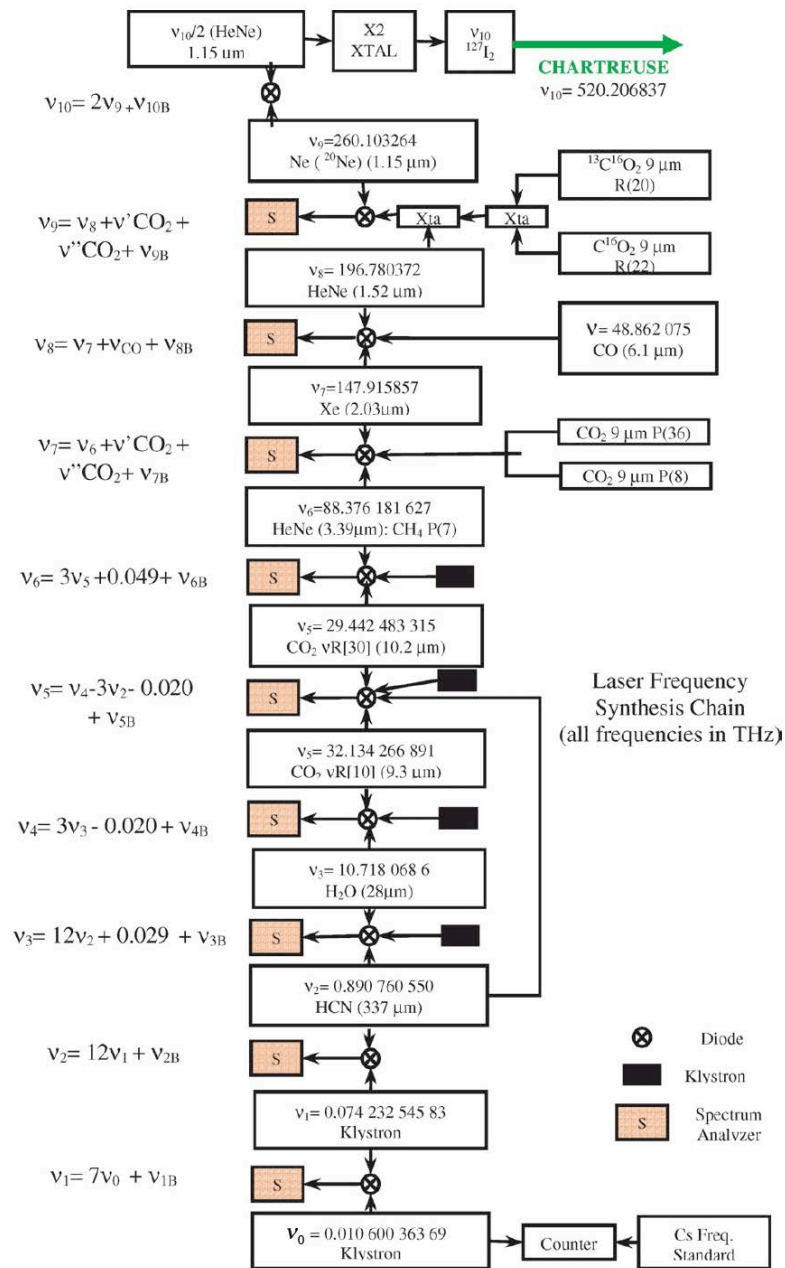 ν10/2 (HeNe)
1.15 um
X2
XTAL
ν10
127I2
CHARTREUSE
ν10= 520.206837
ν10= 2ν9 +ν10B
ν9=260.103264
Ne ( 20Ne) (1.15 µm)
13C16O2 9 µm
R(20)
ν9= ν8 +ν'CO2 +
ν''CO2+ ν9B
S
Xta
Xta
C16O2 9 µm
R(22)
ν8= 196.780372
HeNe (1.52 µm)
ν8= ν7 +νCO + ν8B
S
ν= 48.862 075
CO (6.1 µm)
ν7=147.915857
Xe (2.03µm)
ν7= ν6 +ν'CO2 +
ν''CO2+ ν7B
S
CO2 9 µm P(36)
CO2 9 µm P(8)
ν6=88.376 181 627
HeNe (3.39µm): CH4 P(7)
ν6= 3ν5 +0.049+ ν6B
S
ν5= 29.442 483 315
CO2 νR[30] (10.2 µm)
ν5= ν4-3ν2- 0.020
+ ν5B
S
Laser Frequency
Synthesis Chain
(all frequencies in THz)
ν5= 32.134 266 891
CO2 νR[10] (9.3 µm)
ν4= 3ν3- 0.020 + ν4B
S
ν3= 10.718 068 6
H2O (28µm)
ν3= 12ν2 + 0.029 + ν3B
S
ν2= 0.890 760 550
HCN (337 µm)
ν2= 12ν1 + ν2B
S
Diode
Klystron
ν1= 0.074 232 545 83
Klystron
S
Spectrum
Analvzer
ν1= 7ν0 + ν1B
S
ν0 = 0.010 600 363 69
Klystron
Counter
Cs Freq.
Standard